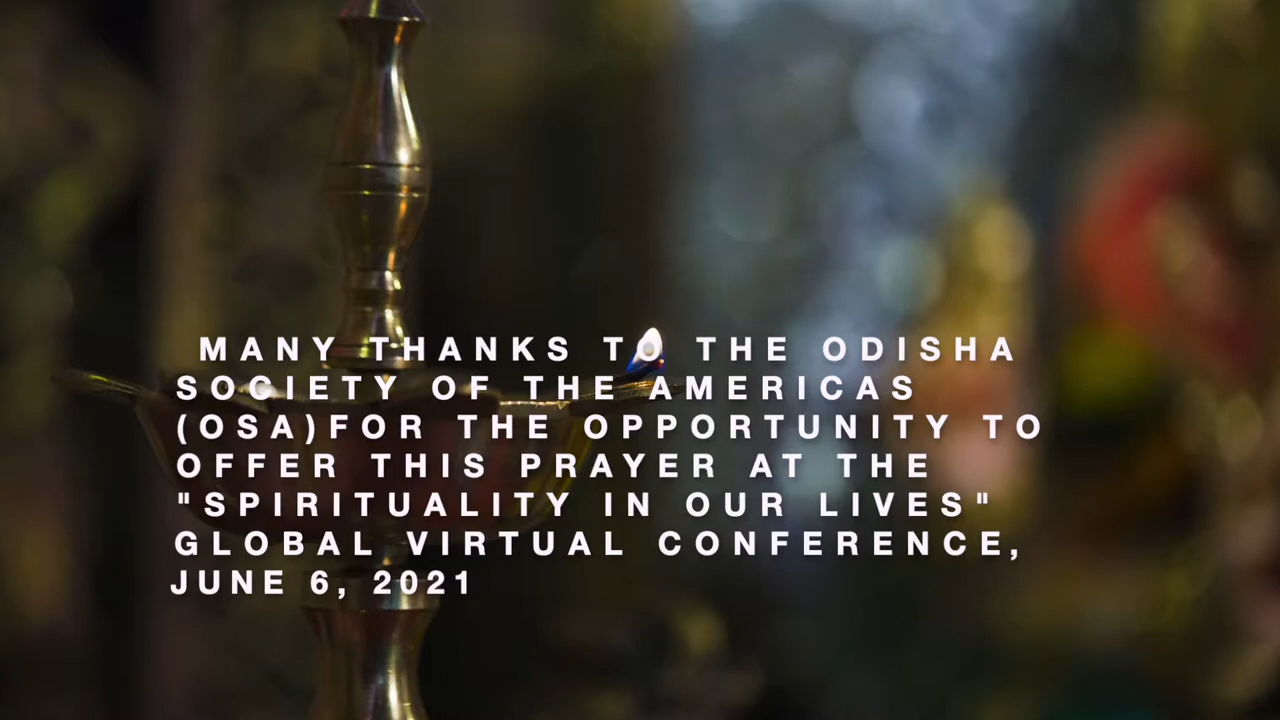 MANY THANKS TO THE ODISHA
SOCIETY OF THE AMERICAS
(OSA)FOR THE OPPORTUNITY TO
OFFER THIS PRAYER AT THE
"SPIRITUALITY IN OUR LIVES"
GLOBAL VIRTUAL CONFERENCE,
JUNE 6, 2021